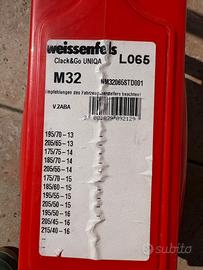 weissenfels
Clack&Go UNIQA L065
M32 NM32065STD001
Empfehlungen des Fahrzeugherstellers beachten!
V.2ABA
195/70 - 13
205/65 - 13
175/75 - 14
185/70 - 14
205/60 - 14
175/70 - 15
185/60 - 15
195/55 - 15
205/50 - 15
195/50 - 16
205/45 - 16
215/40 - 16
subito